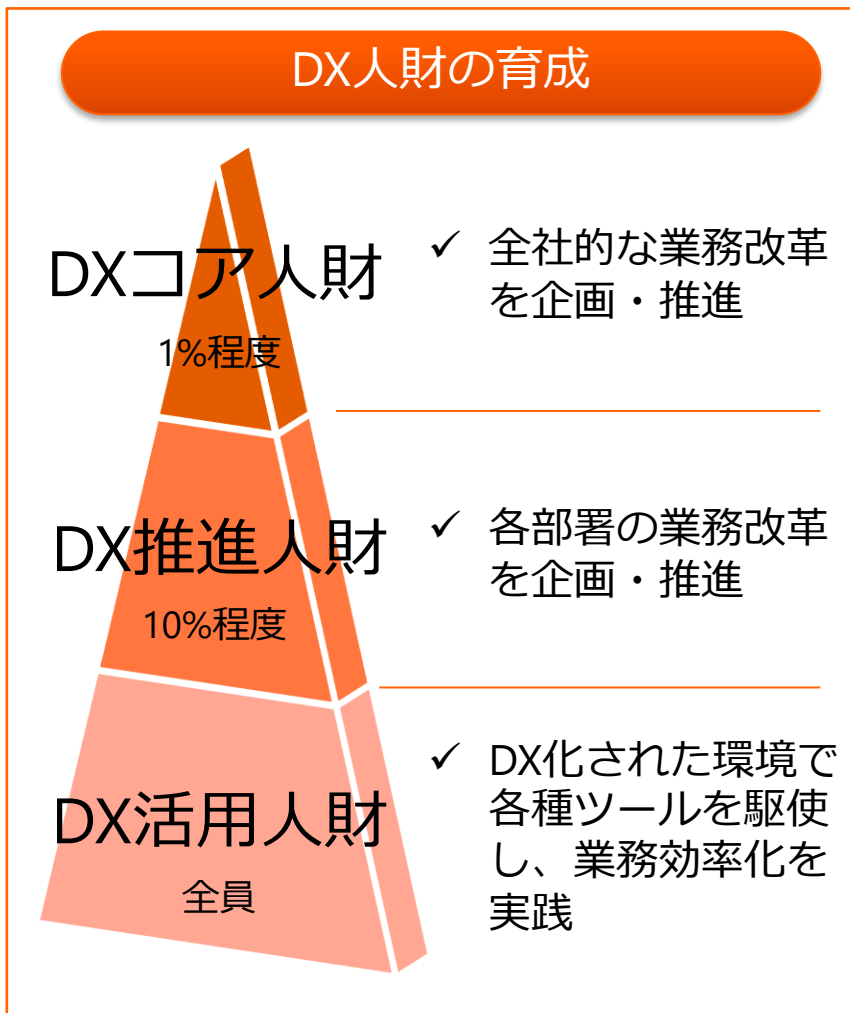 DX人財の育成
DXコア人財
1%程度
✓ 全社的な業務改革
を企画・推進
DX推進人財
10%程度
✓ 各部署の業務改革
を企画・推進
DX活用人財
全員
✓ DX化された環境で
各種ツールを駆使
し、業務効率化を
実践